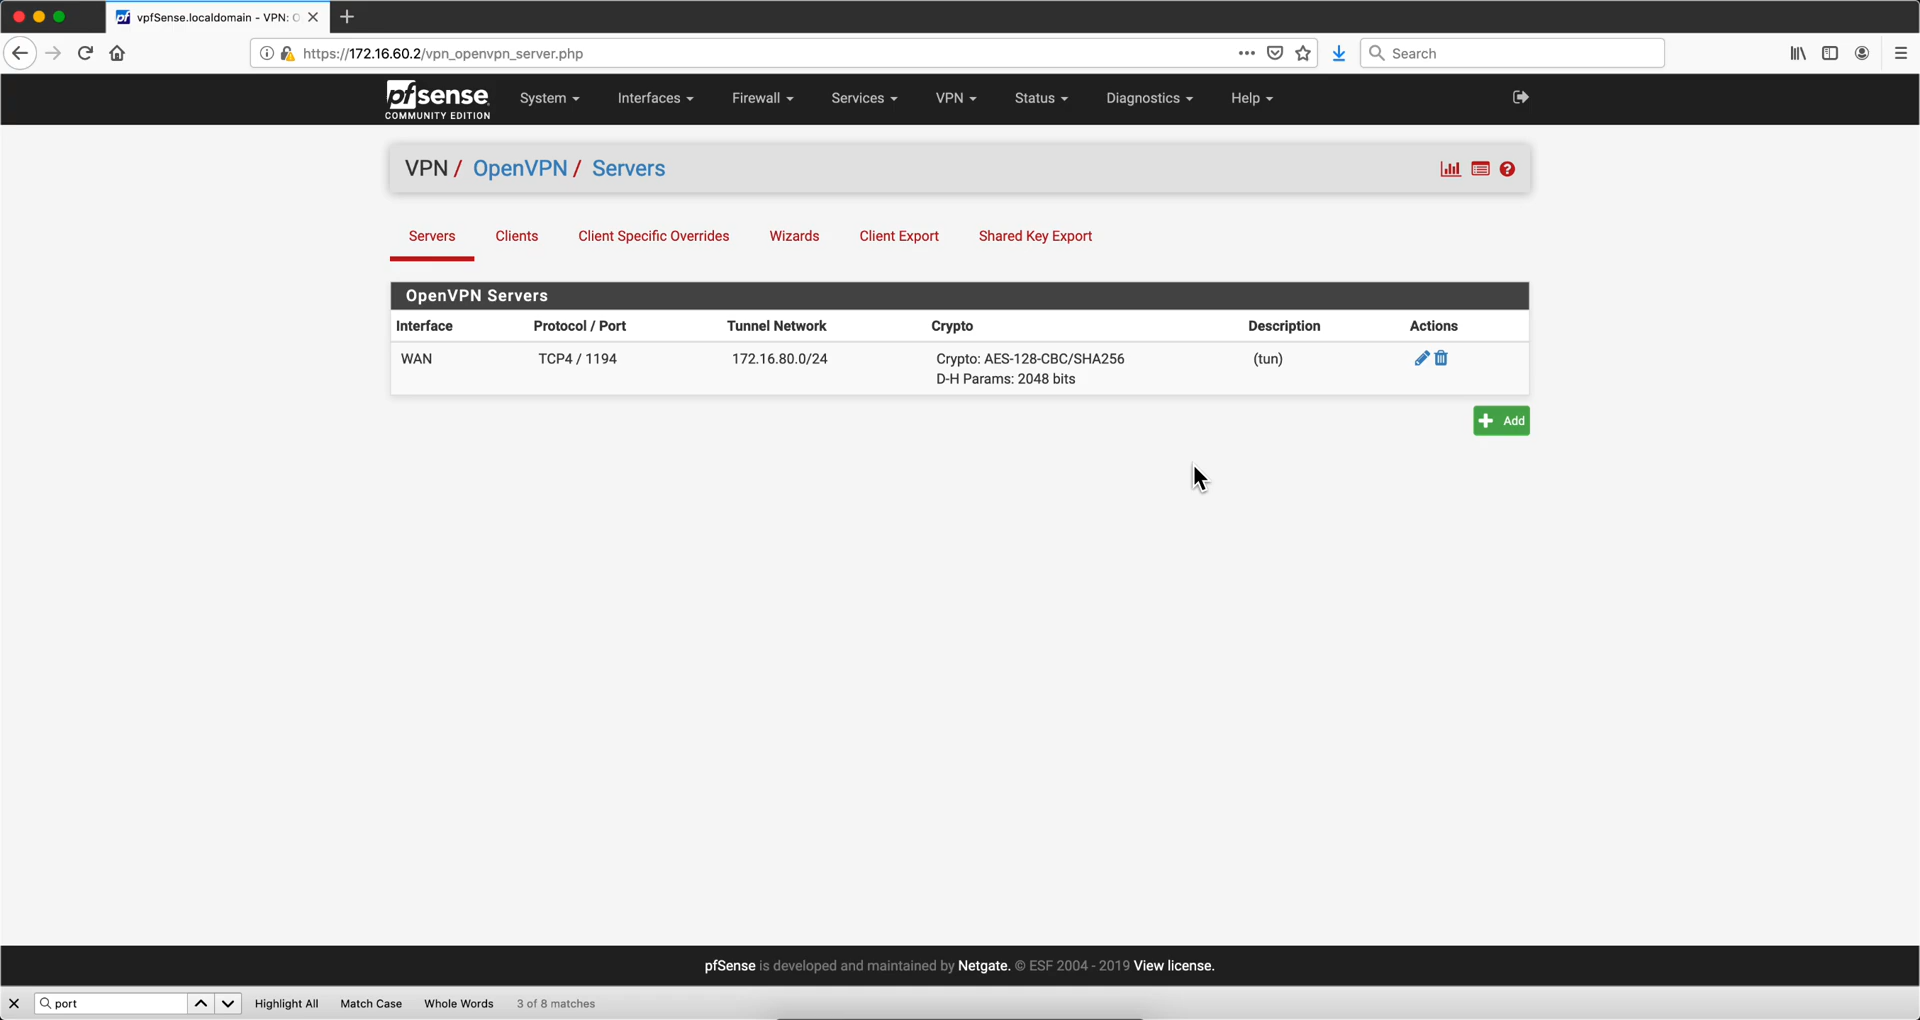 vpfSense.localdomain - VPN: O
https://172.16.60.2/vpn_openvpn_server.php
Search
pfsense
COMMUNITY EDITION
System
Interfaces
Firewall
Services
VPN
Status
Diagnostics
Help
VPN / OpenVPN / Servers
Servers
Clients
Client Specific Overrides
Wizards
Client Export
Shared Key Export
OpenVPN Servers
Interface Protocol / Port Tunnel Network Crypto Description Actions
WAN TCP4 / 1194 172.16.80.0/24 Crypto: AES-128-CBC/SHA256 (tun)
D-H Params: 2048 bits
Add
pfSense is developed and maintained by Netgate. © ESF 2004 - 2019 View license.
port
Highlight All
Match Case
Whole Words
3 of 8 matches